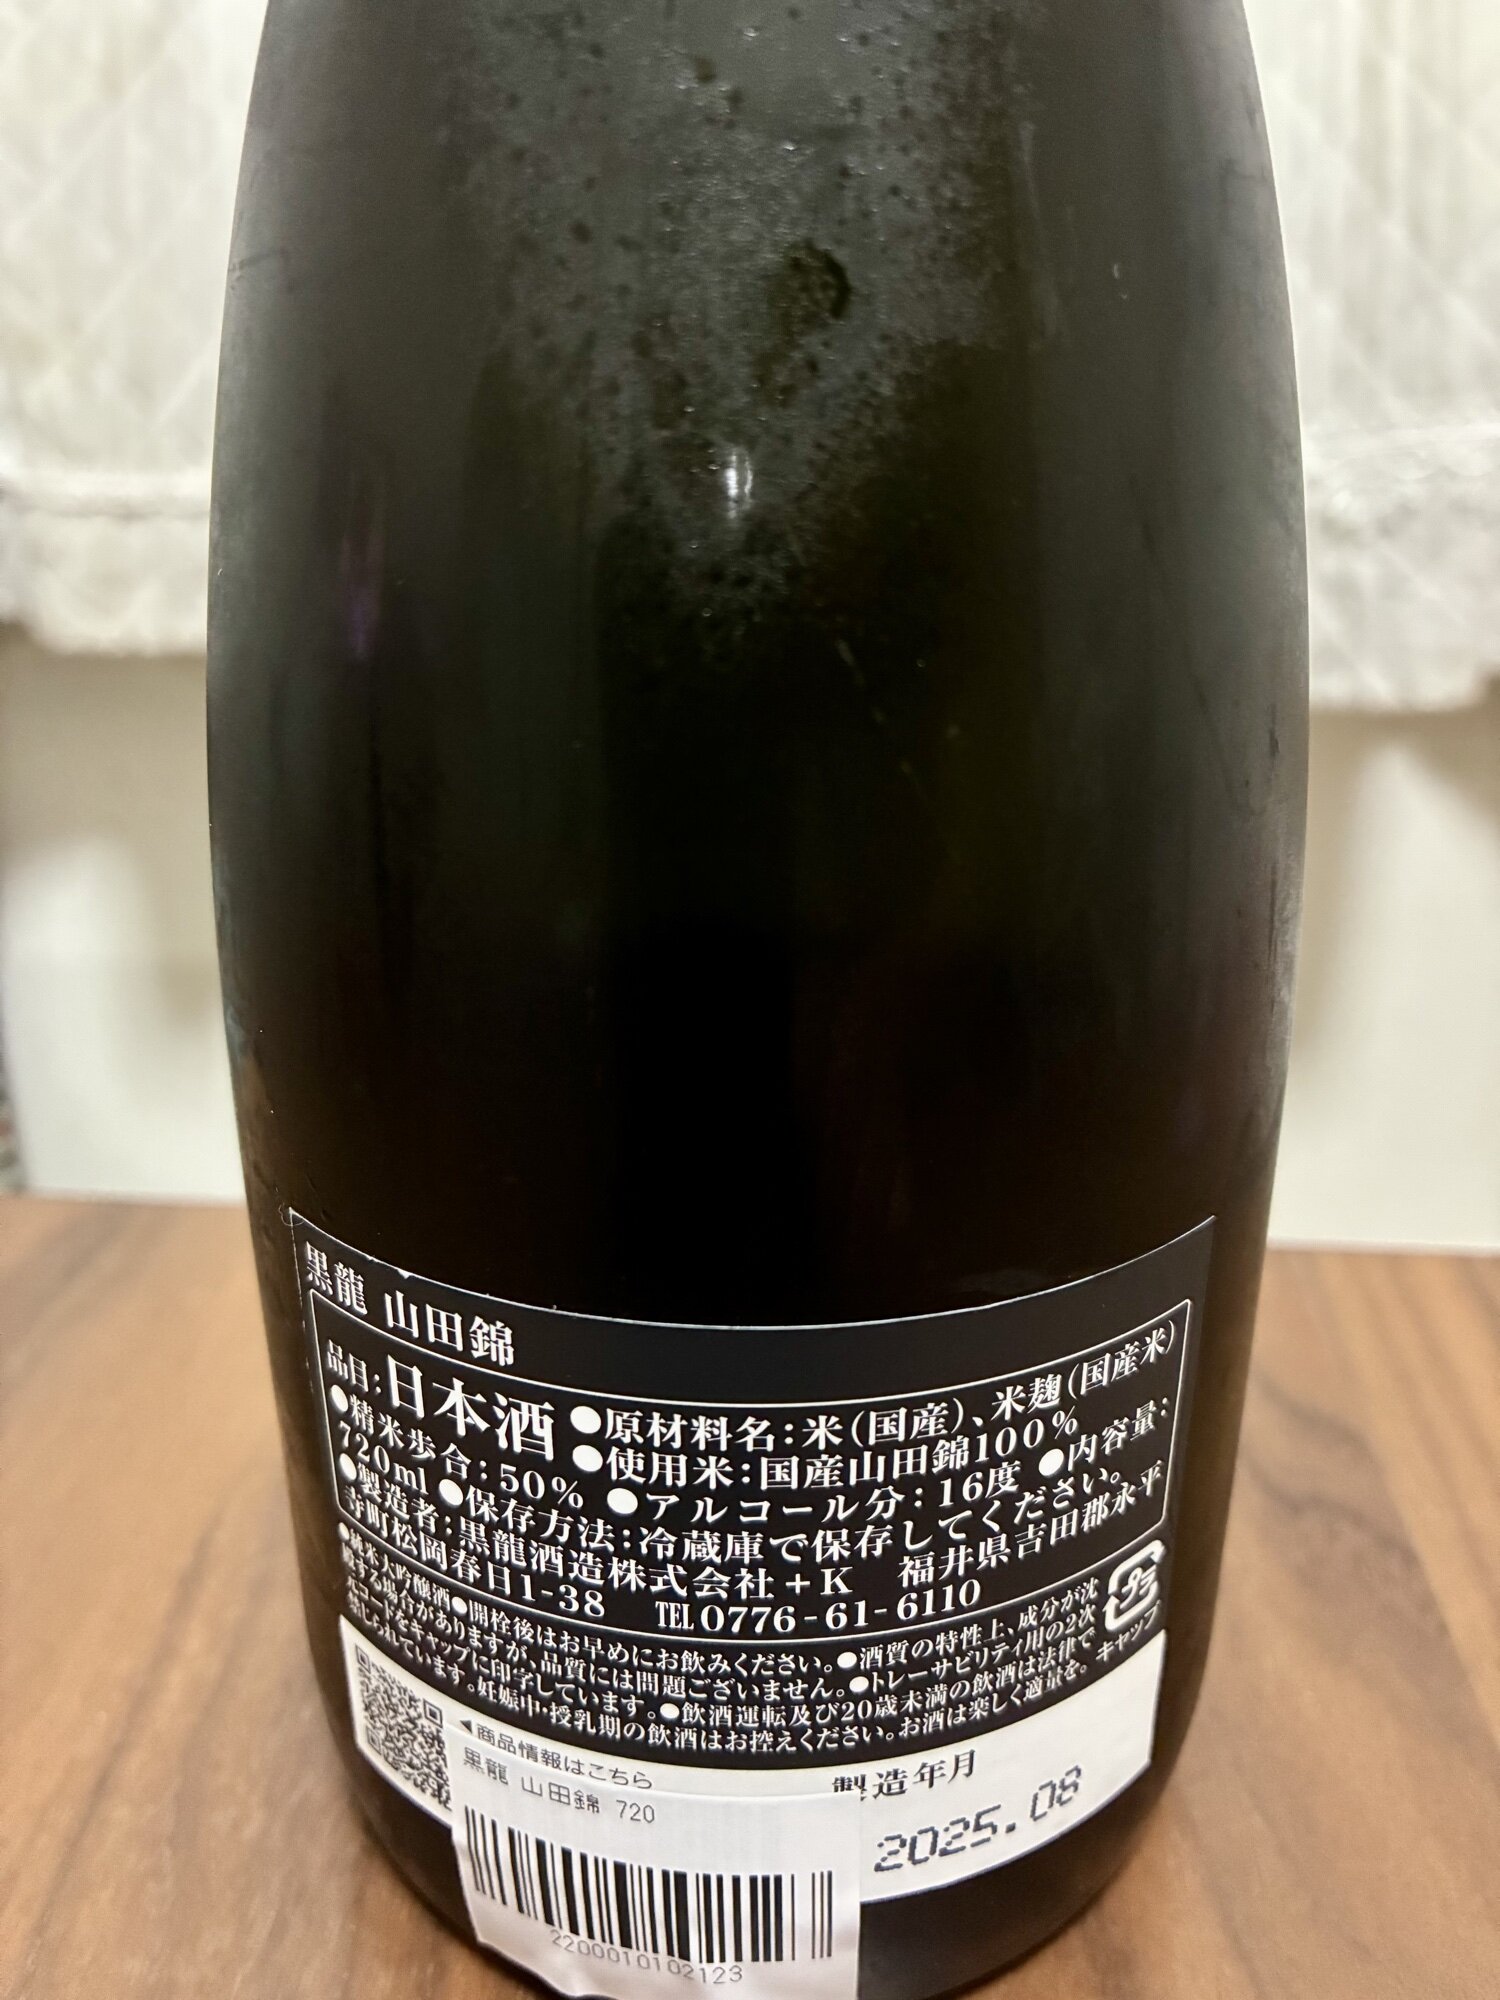 黒龍 山田錦
品目:日本酒 ●原材料名:米(国産)、米麹(国産米)
●精米歩合:50% ●使用米:国産山田錦100% ●内容量:
720ml ●保存方法:冷蔵庫で保存してください。 ●アルコール分:16度
●製造者:黒龍酒造株式会社+K 福井県吉田郡永平
寺町松岡春日1-38 TEL0776-61-6110
●純米大吟醸酒●開栓後はお早めにお飲みください。●酒質の特性上、成分が沈
殿する場合がありますが、品質には問題ございません。●トレーサビリティ用の2次
元コードをキャップに印字しています。●飲酒運転及び20歳未満の飲酒は法律で
禁じられています。妊娠中・授乳期の飲酒はお控えください。お酒は楽しく適量を。
プラ
キャップ
◀商品情報はこちら
製造年月
2025.08
黒龍 山田錦 720
2200010102123